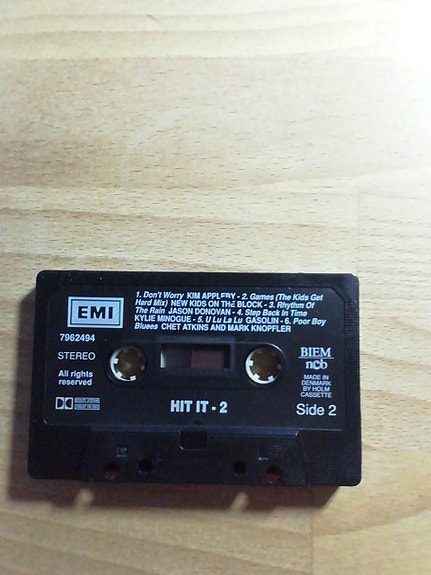 EMI
1. Don't Worry KIM APPLEBY - 2. Games (The Kids Get
Hard Mix) NEW KIDS ON THE BLOCK - 3. Rhythm Of
The Rain JASON DONOVAN - 4. Step Back In Time
KYLIE MINOGUE - 5. U Lu La Lu GASOLIN - 6. Poor Boy
Bluees CHET ATKINS AND MARK KNOPFLER
7962494
STEREO
All rights
reserved
BIEM
ncb
MADE IN
DENMARK
BY HOLM
CASSETTE
HIT IT - 2
Side 2